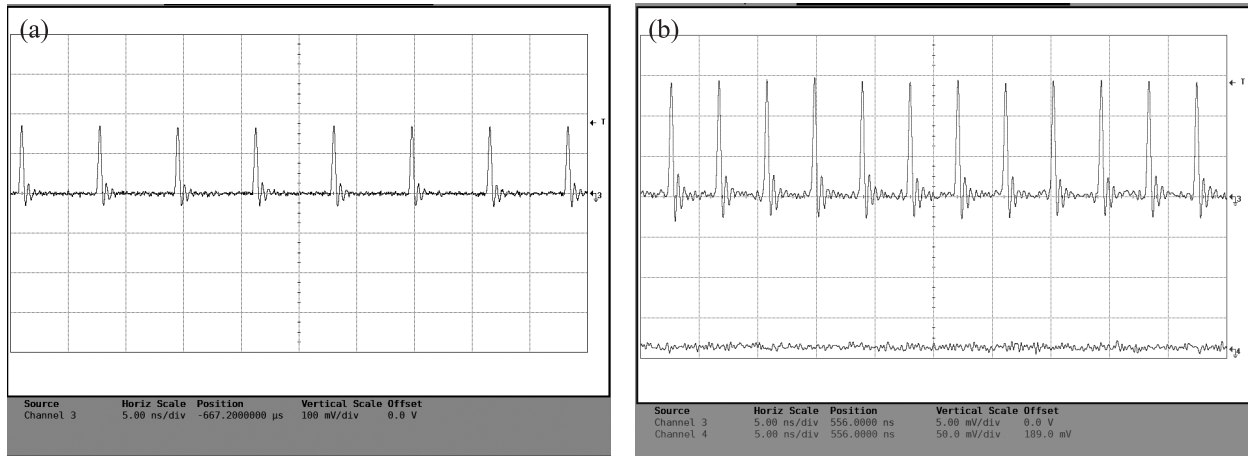 (a)
T
3
Source Horiz Scale Position Vertical Scale Offset
Channel 3 5.00 ns/div -667.2000000 µs 100 mV/div 0.0 V
(b)
T
3
4
Source Horiz Scale Position Vertical Scale Offset
Channel 3 5.00 ns/div 556.0000 ns 5.00 mV/div 0.0 V
Channel 4 5.00 ns/div 556.0000 ns 50.0 mV/div 189.0 mV